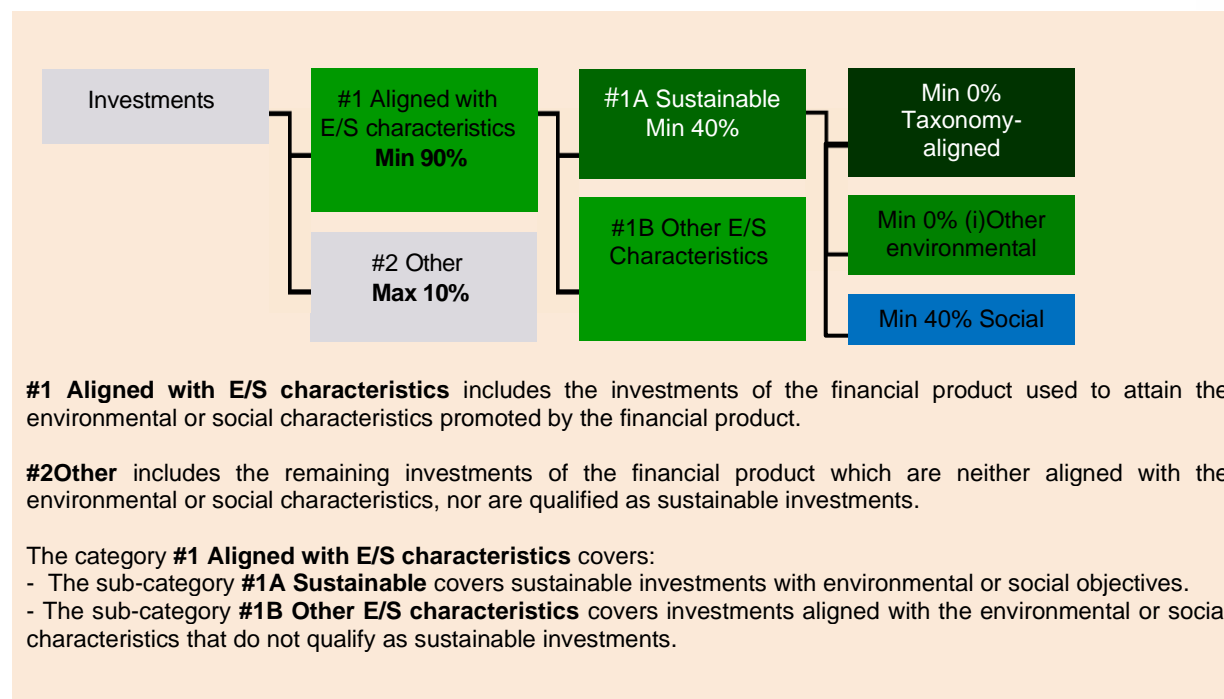 Investments
#1 Aligned with
E/S characteristics
Min 90%
#2 Other
Max 10%
#1A Sustainable
Min 40%
#1B Other E/S
Characteristics
Min 0%
Taxonomy-
aligned
Min 0% (i)Other
environmental
Min 40% Social
#1 Aligned with E/S characteristics includes the investments of the financial product used to attain the
environmental or social characteristics promoted by the financial product.
#2Other includes the remaining investments of the financial product which are neither aligned with the
environmental or social characteristics, nor are qualified as sustainable investments.
The category #1 Aligned with E/S characteristics covers:
- The sub-category #1A Sustainable covers sustainable investments with environmental or social objectives.
- The sub-category #1B Other E/S characteristics covers investments aligned with the environmental or social
characteristics that do not qualify as sustainable investments.